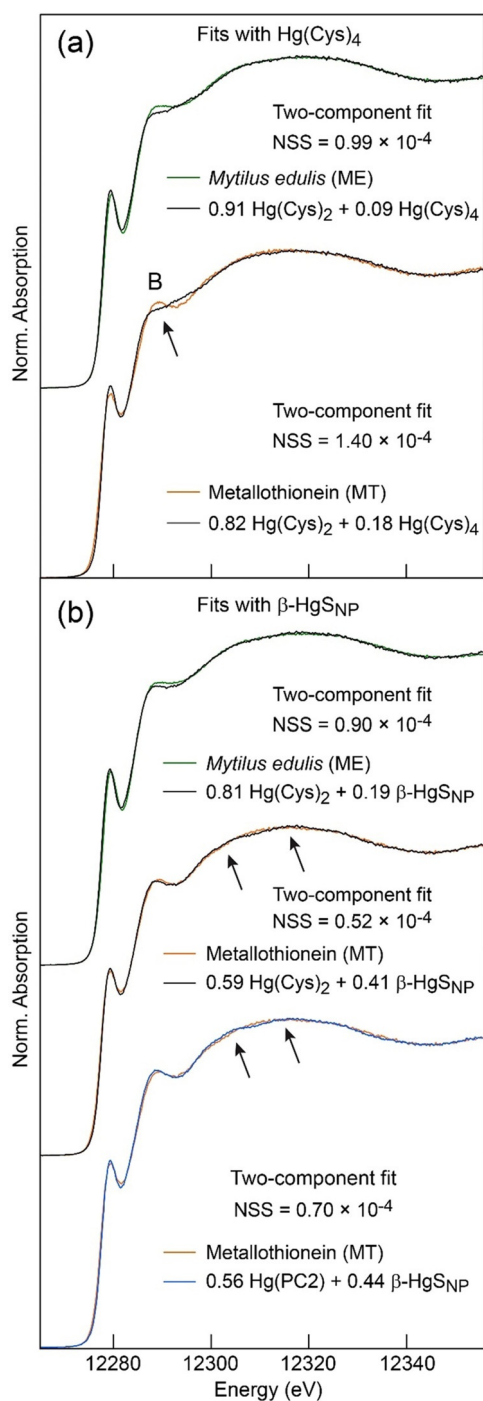 (a)
Fits with Hg(Cys)₄
Two-component fit
NSS = 0.99 × 10⁻⁴
Mytilus edulis (ME)
0.91 Hg(Cys)₂ + 0.09 Hg(Cys)₄
B
Two-component fit
NSS = 1.40 × 10⁻⁴
Metallothionein (MT)
0.82 Hg(Cys)₂ + 0.18 Hg(Cys)₄
Norm. Absorption
(b)
Fits with β-HgS_NP
Two-component fit
NSS = 0.90 × 10⁻⁴
Mytilus edulis (ME)
0.81 Hg(Cys)₂ + 0.19 β-HgS_NP
Two-component fit
NSS = 0.52 × 10⁻⁴
Metallothionein (MT)
0.59 Hg(Cys)₂ + 0.41 β-HgS_NP
Two-component fit
NSS = 0.70 × 10⁻⁴
Metallothionein (MT)
0.56 Hg(PC2) + 0.44 β-HgS_NP
Norm. Absorption
12280 12300 12320 12340
Energy (eV)